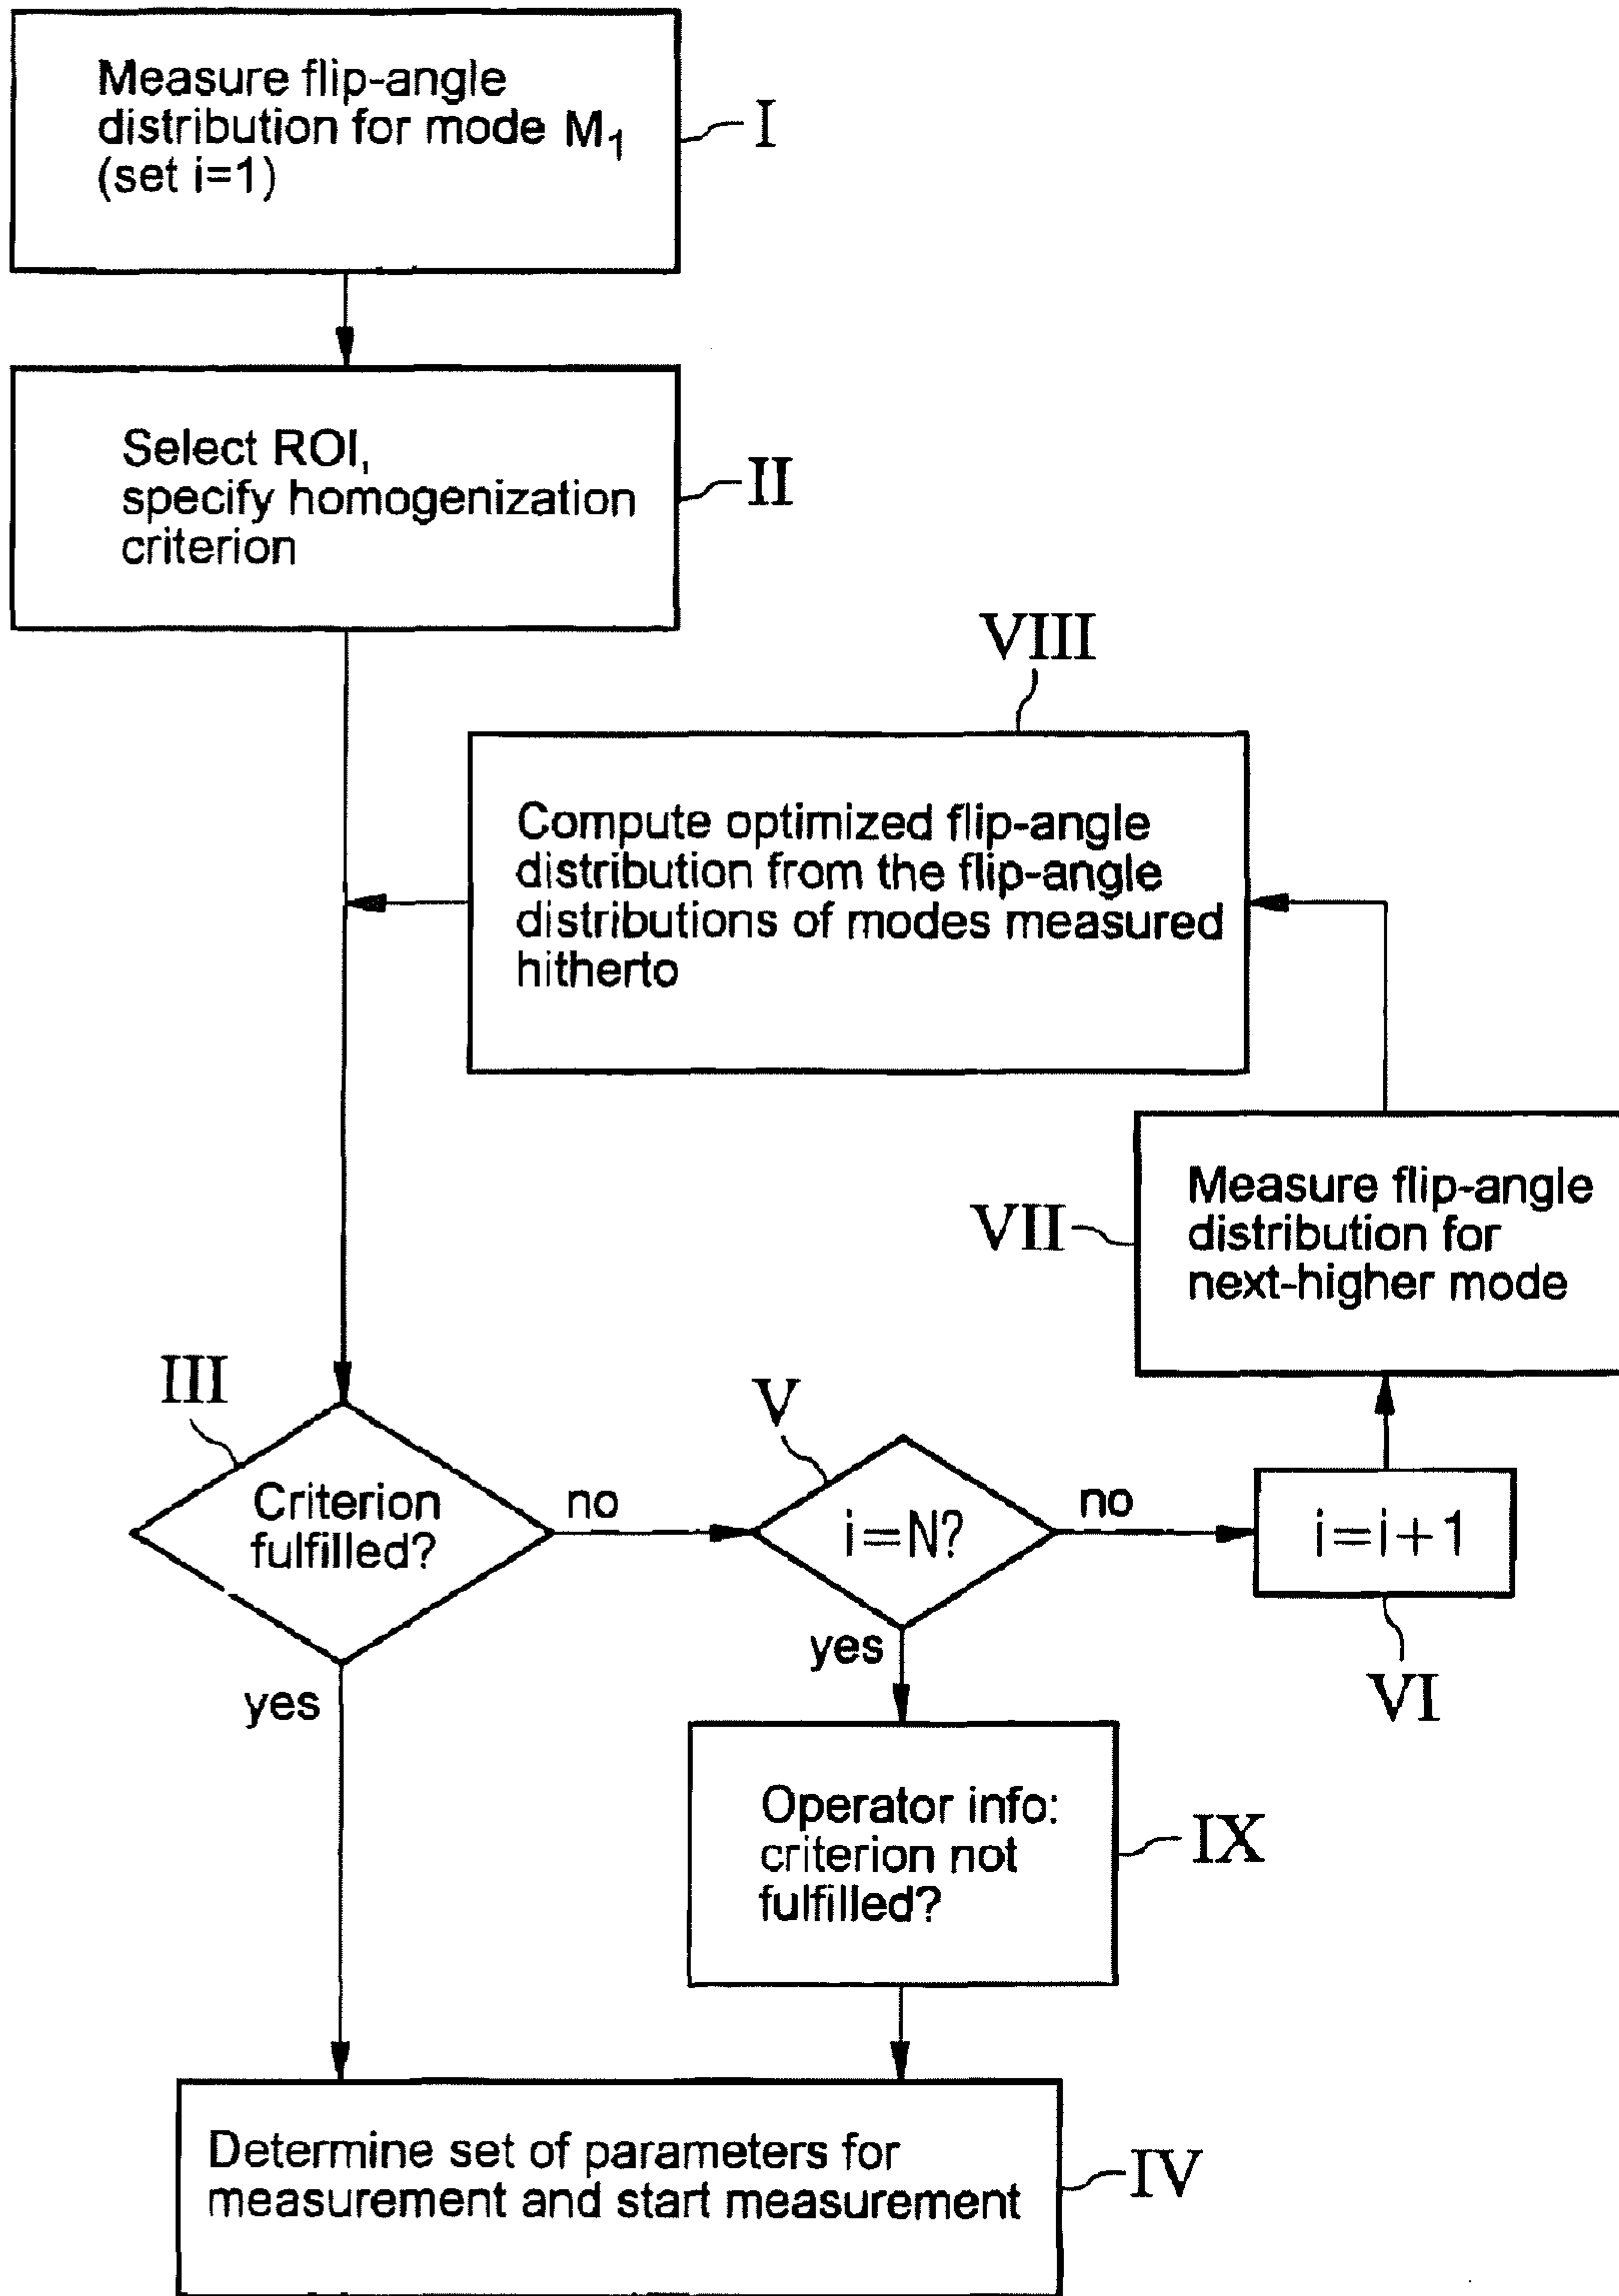 Measure flip-angle
distribution for mode M₁
(set i=1)
I
Select ROI,
specify homogenization
criterion
II
VIII
Compute optimized flip-angle
distribution from the flip-angle
distributions of modes measured
hitherto
Measure flip-angle
distribution for
next-higher mode
VII
III
Criterion
fulfilled?
no
yes
V
i=N?
no
yes
i=i+1
VI
Operator info:
criterion not
fulfilled?
IX
Determine set of parameters for
measurement and start measurement
IV